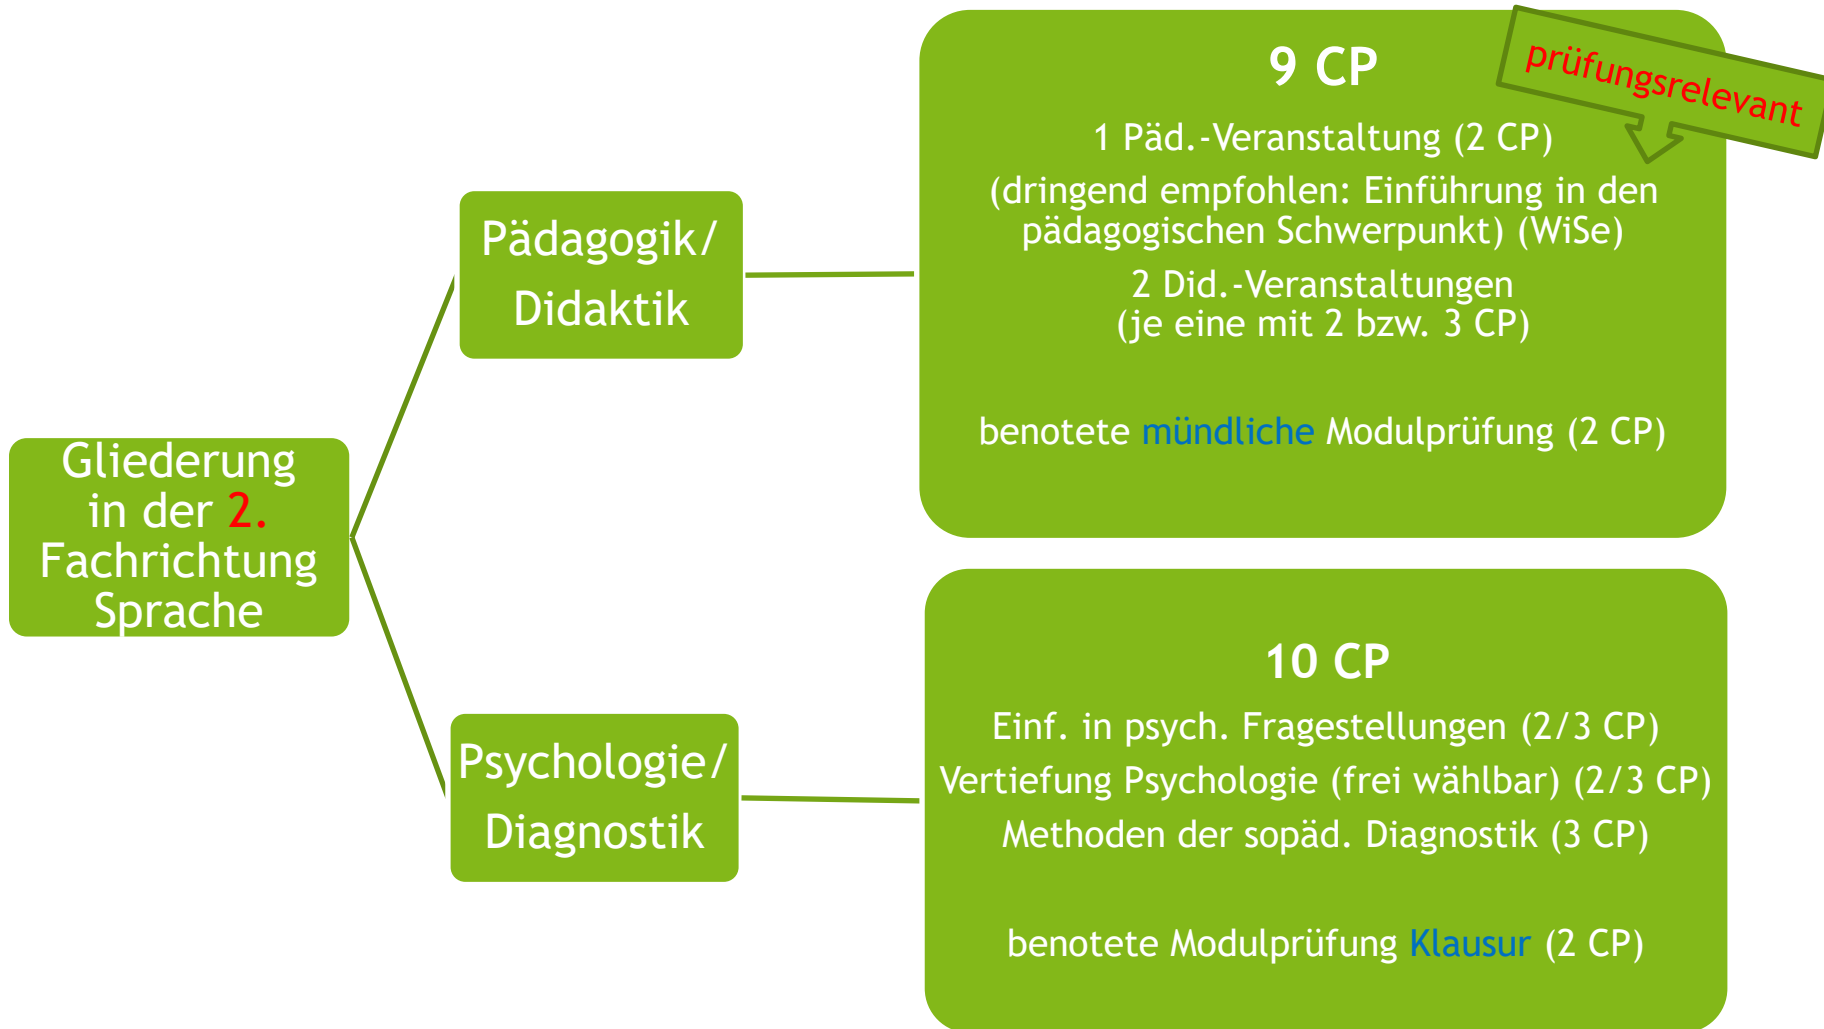 Gliederung
in der 2.
Fachrichtung
Sprache
Pädagogik/
Didaktik
9 CP
prüfungsrelevant
1 Päd.-Veranstaltung (2 CP)
(dringend empfohlen: Einführung in den
pädagogischen Schwerpunkt) (WiSe)
2 Did.-Veranstaltungen
(je eine mit 2 bzw. 3 CP)
benotete mündliche Modulprüfung (2 CP)
Psychologie/
Diagnostik
10 CP
Einf. in psych. Fragestellungen (2/3 CP)
Vertiefung Psychologie (frei wählbar) (2/3 CP)
Methoden der sopäd. Diagnostik (3 CP)
benotete Modulprüfung Klausur (2 CP)